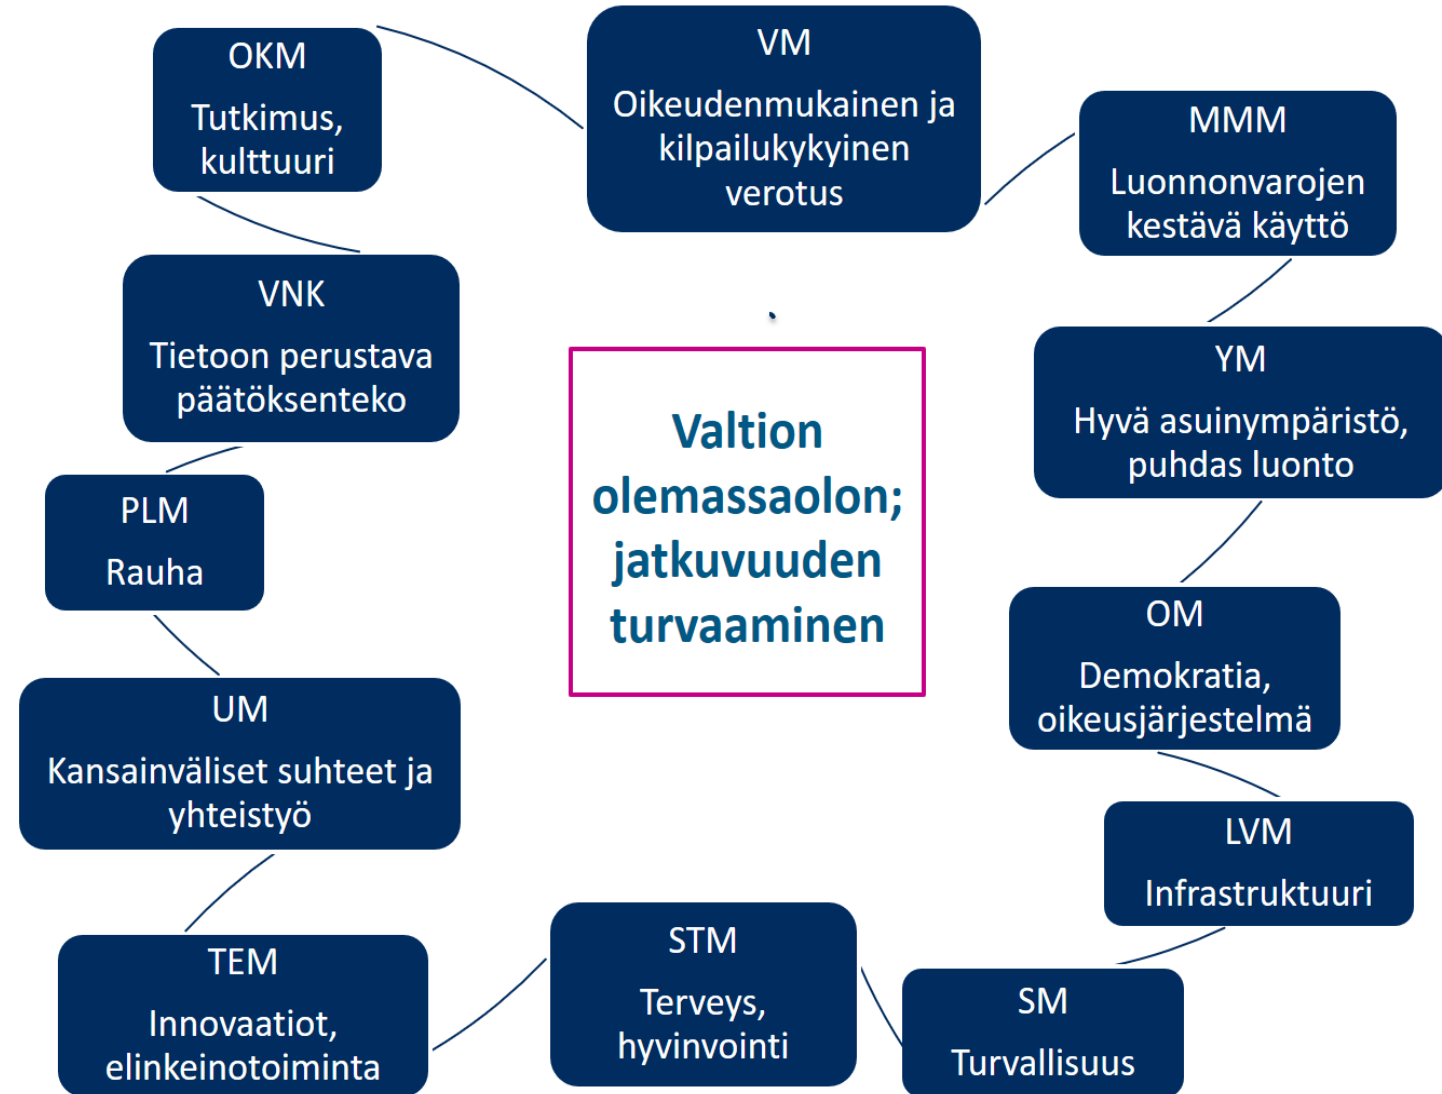 OKM
Tutkimus,
kulttuuri
VM
Oikeudenmukainen ja
kilpailukykyinen
verotus
MMM
Luonnonvarojen
kestävä käyttö
VNK
Tietoon perustava
päätöksenteko
YM
Hyvä asuinympäristö,
puhdas luonto
Valtion
olemassaolon;
jatkuvuuden
turvaaminen
PLM
Rauha
OM
Demokratia,
oikeusjärjestelmä
UM
Kansainväliset suhteet ja
yhteistyö
LVM
Infrastruktuuri
TEM
Innovaatiot,
elinkeinotoiminta
STM
Terveys,
hyvinvointi
SM
Turvallisuus